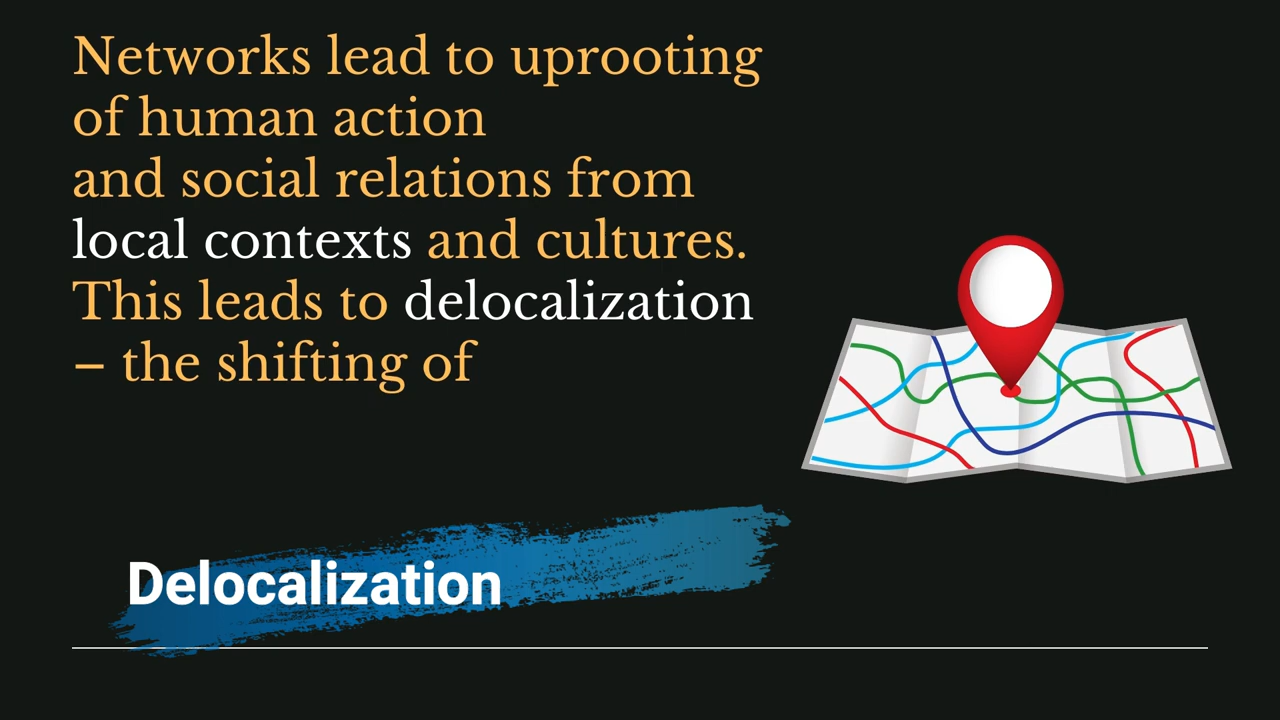 Networks lead to uprooting
of human action
and social relations from
local contexts and cultures.
This leads to delocalization
– the shifting of
Delocalization